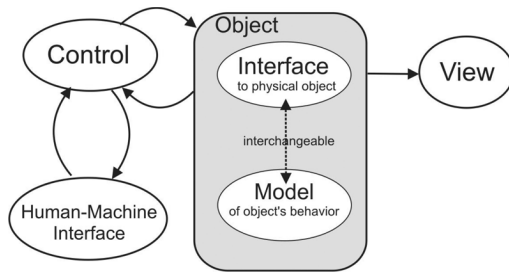 Object
Control
Interface
to physical object
View
interchangeable
Model
of object's behavior
Human-Machine
Interface